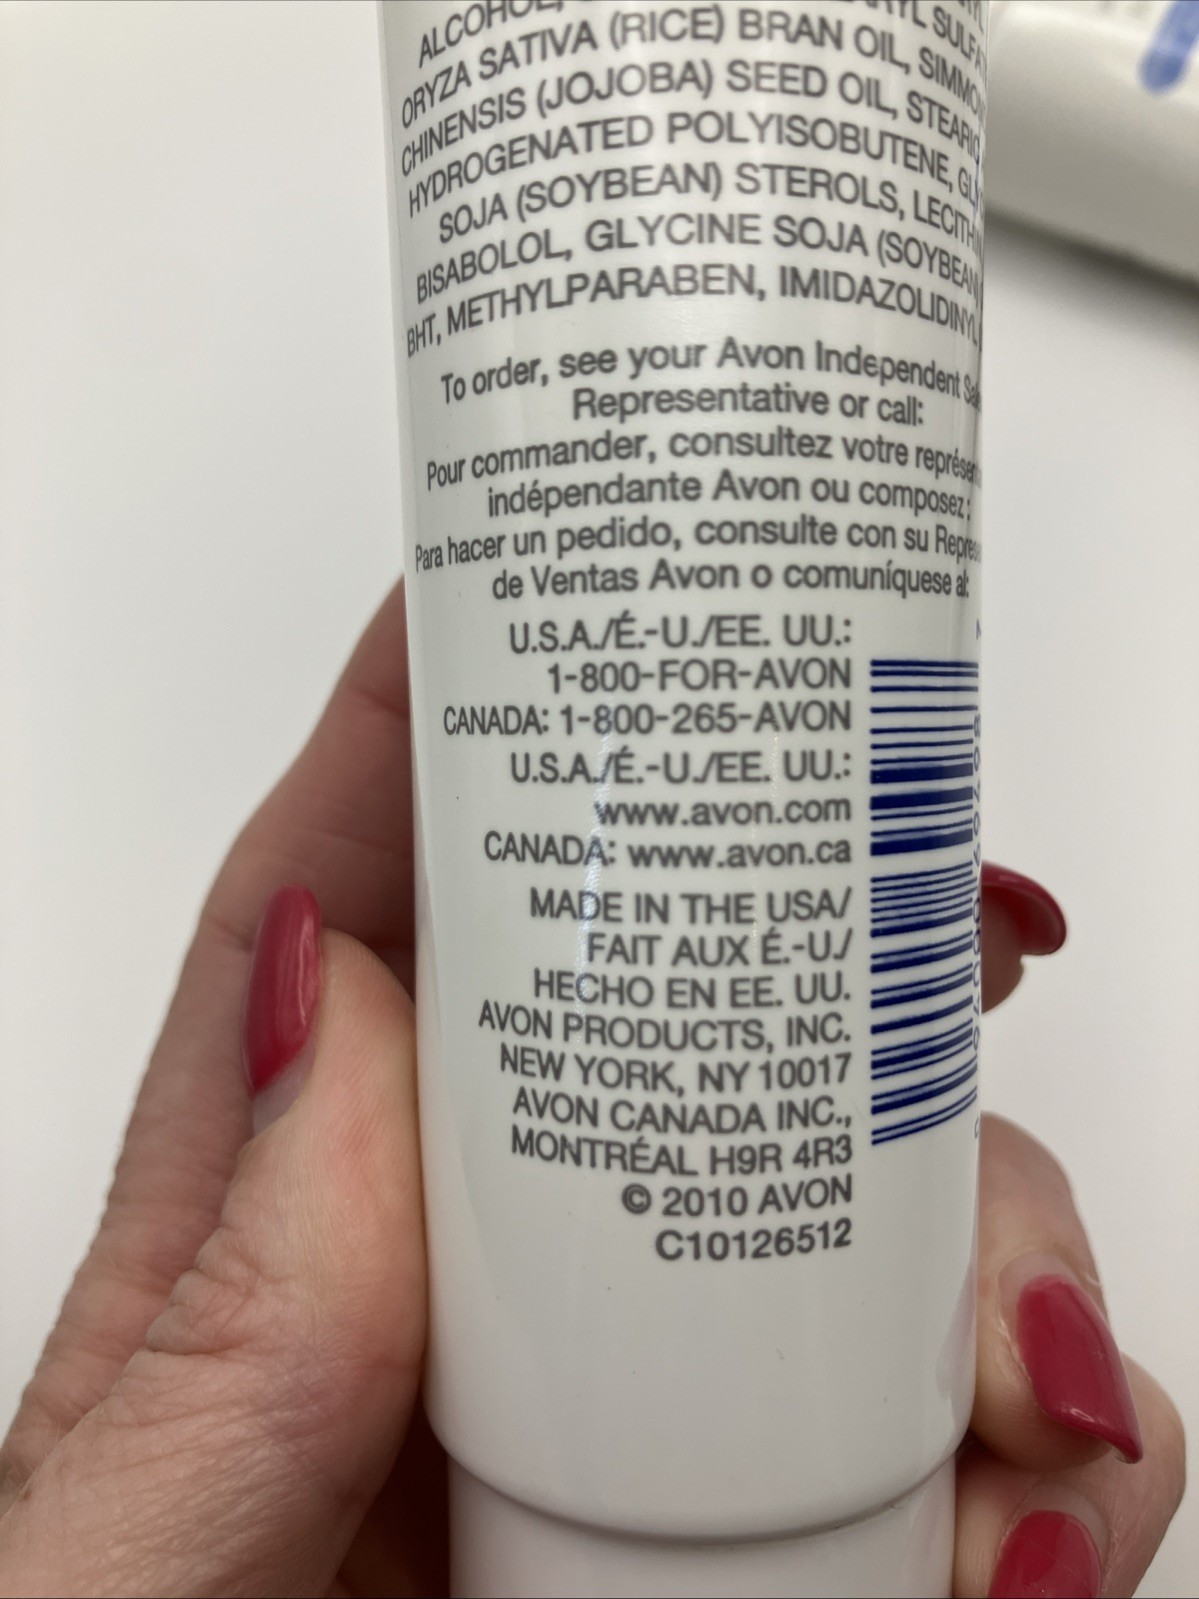 ALCOHOL,
ORYZA SATIVA (RICE) BRAN OIL,
CHINENSIS (JOJOBA) SEED OIL,
HYDROGENATED POLYISOBUTENE,
SOJA (SOYBEAN) STEROLS,
BISABOLOL, GLYCINE SOJA (SOYBEAN)
BHT, METHYLPARABEN, IMIDAZOLIDINYL
To order, see your Avon Independent
Representative or call:
Pour commander, consultez votre
indépendante Avon ou composez :
Para hacer un pedido, consulte con su
de Ventas Avon o comuníquese al:
U.S.A./É.-U./EE. UU.:
1-800-FOR-AVON
CANADA: 1-800-265-AVON
U.S.A./É.-U./EE. UU.:
www.avon.com
CANADA: www.avon.ca
MADE IN THE USA/
FAIT AUX É.-U./
HECHO EN EE. UU.
AVON PRODUCTS, INC.
NEW YORK, NY 10017
AVON CANADA INC.,
MONTRÉAL H9R 4R3
© 2010 AVON
C10126512